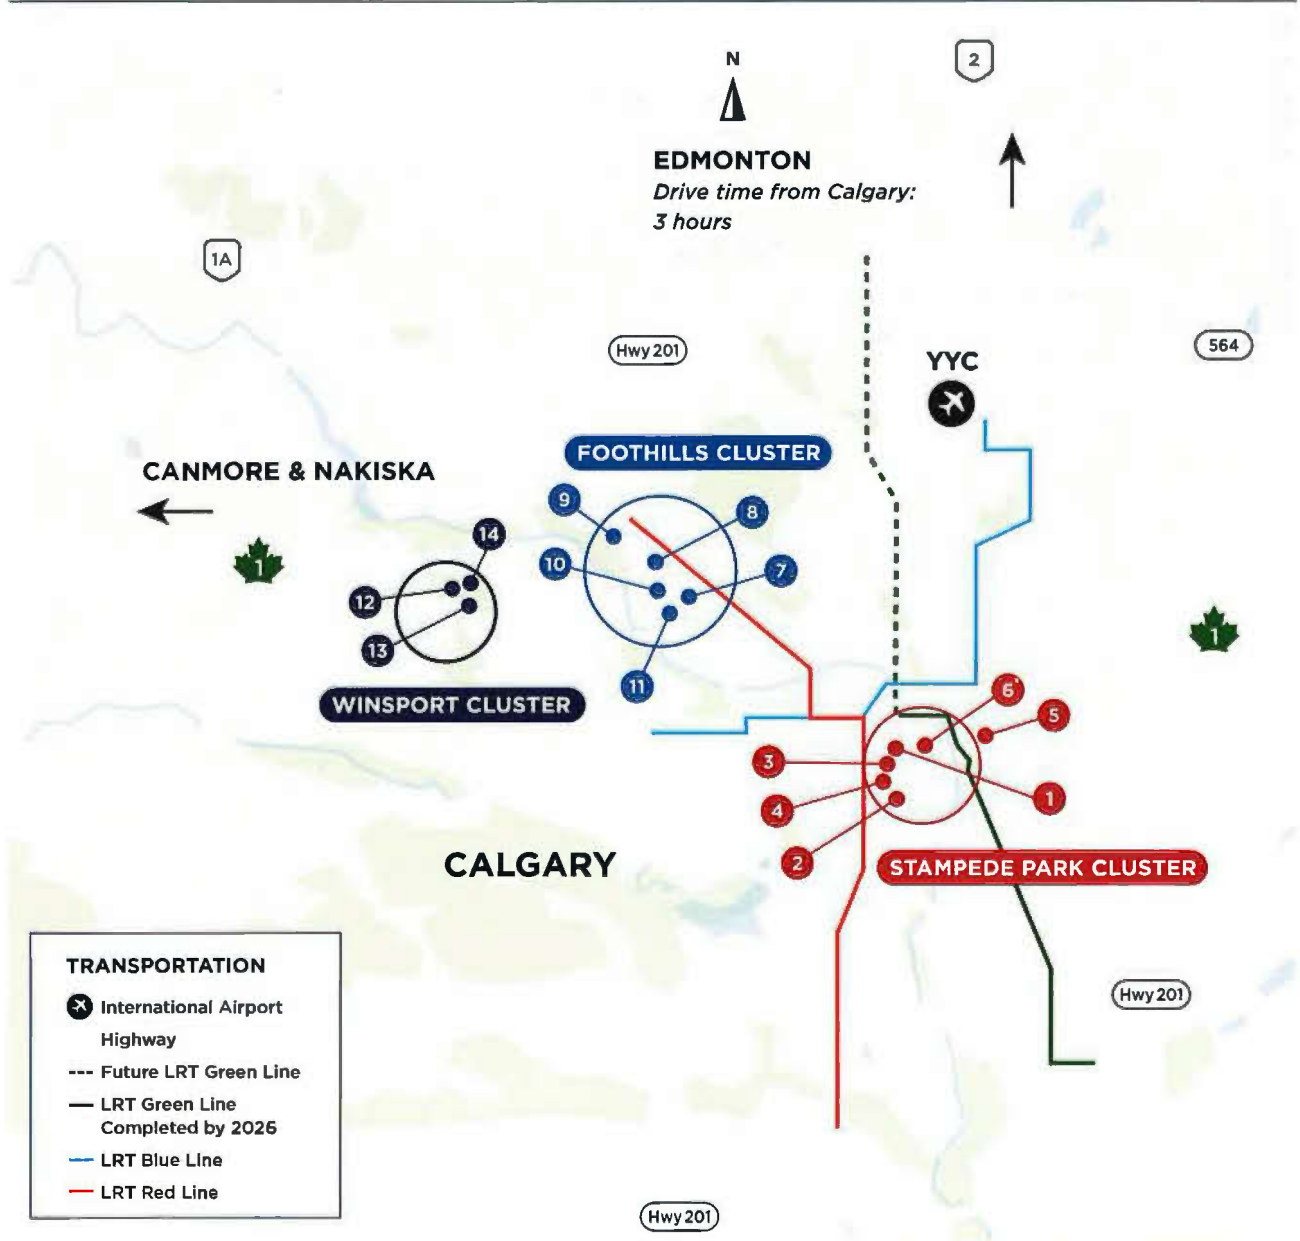 N
2
EDMONTON
Drive time from Calgary:
3 hours
1A
Hwy 201
564
YYC
FOOTHILLS CLUSTER
CANMORE & NAKISKA
9
8
14
10
7
1
12
1
13
11
6
WINSPORT CLUSTER
5
3
1
4
2
CALGARY
STAMPEDE PARK CLUSTER
TRANSPORTATION
International Airport
Highway
Future LRT Green Line
LRT Green Line
Completed by 2026
LRT Blue Line
LRT Red Line
Hwy 201
Hwy 201